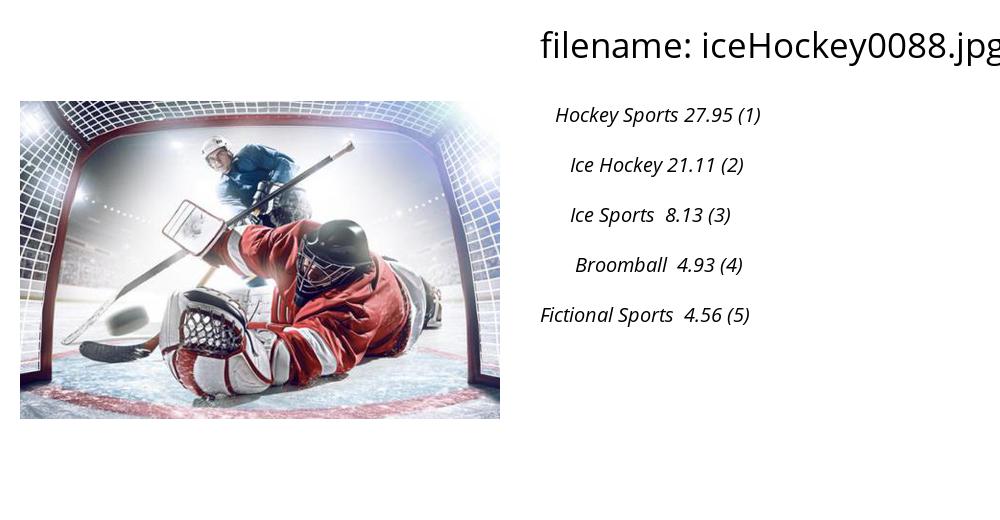 filename: iceHockey0088.jpg
Hockey Sports 27.95 (1)
Ice Hockey 21.11 (2)
Ice Sports 8.13 (3)
Broomball 4.93 (4)
Fictional Sports 4.56 (5)